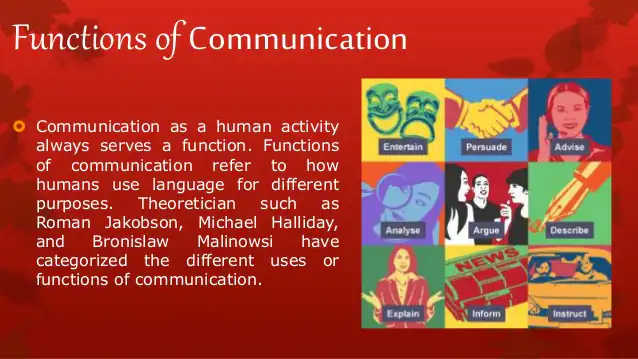 Functions of Communication
Communication as a human activity
always serves a function. Functions
of communication refer to how
humans use language for different
purposes. Theoretician such as
Roman Jakobson, Michael Halliday,
and Bronislaw Malinowsi have
categorized the different uses or
functions of communication.
Entertain
Persuade
Advise
Analyse
Argue
Describe
NEWS
Explain
Inform
Instruct